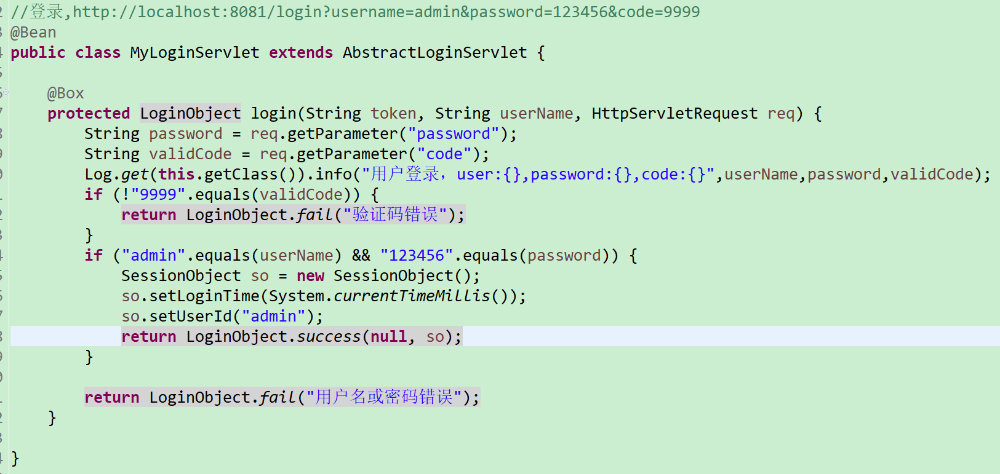 //登录,http://localhost:8081/login?username=admin&password=123456&code=9999
@Bean
public class MyLoginServlet extends AbstractLoginServlet {
@Box
protected LoginObject login(String token, String userName, HttpServletRequest req) {
String password = req.getParameter("password");
String validCode = req.getParameter("code");
Log.get(this.getClass()).info("用户登录，user:{},password:{},code:{}",userName,password,validCode);
if (!"9999".equals(validCode)) {
return LoginObject.fail("验证码错误");
}
if ("admin".equals(userName) && "123456".equals(password)) {
SessionObject so = new SessionObject();
so.setLoginTime(System.currentTimeMillis());
so.setUserId("admin");
return LoginObject.success(null, so);
}
return LoginObject.fail("用户名或密码错误");
}
}